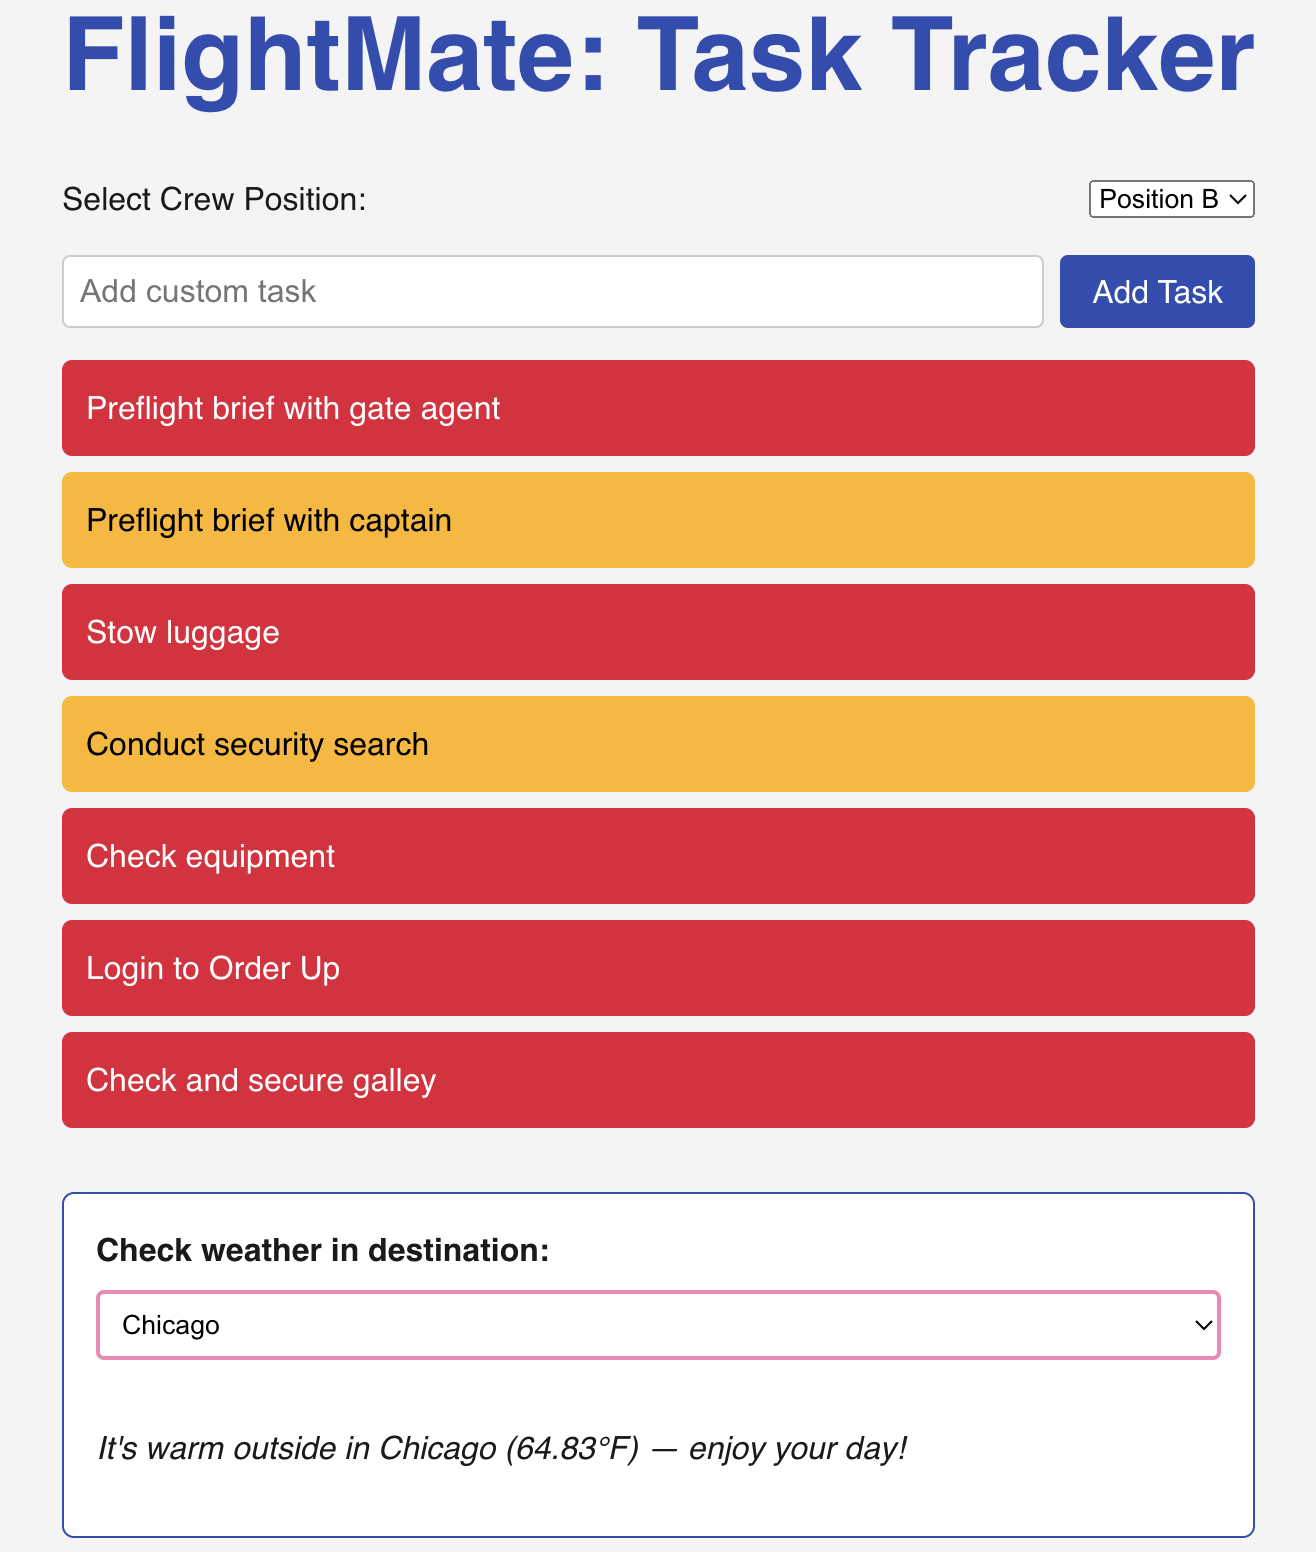 FlightMate: Task Tracker
Select Crew Position: Position B
Add custom task Add Task
Preflight brief with gate agent
Preflight brief with captain
Stow luggage
Conduct security search
Check equipment
Login to Order Up
Check and secure galley
Check weather in destination:
Chicago
It's warm outside in Chicago (64.83°F) — enjoy your day!